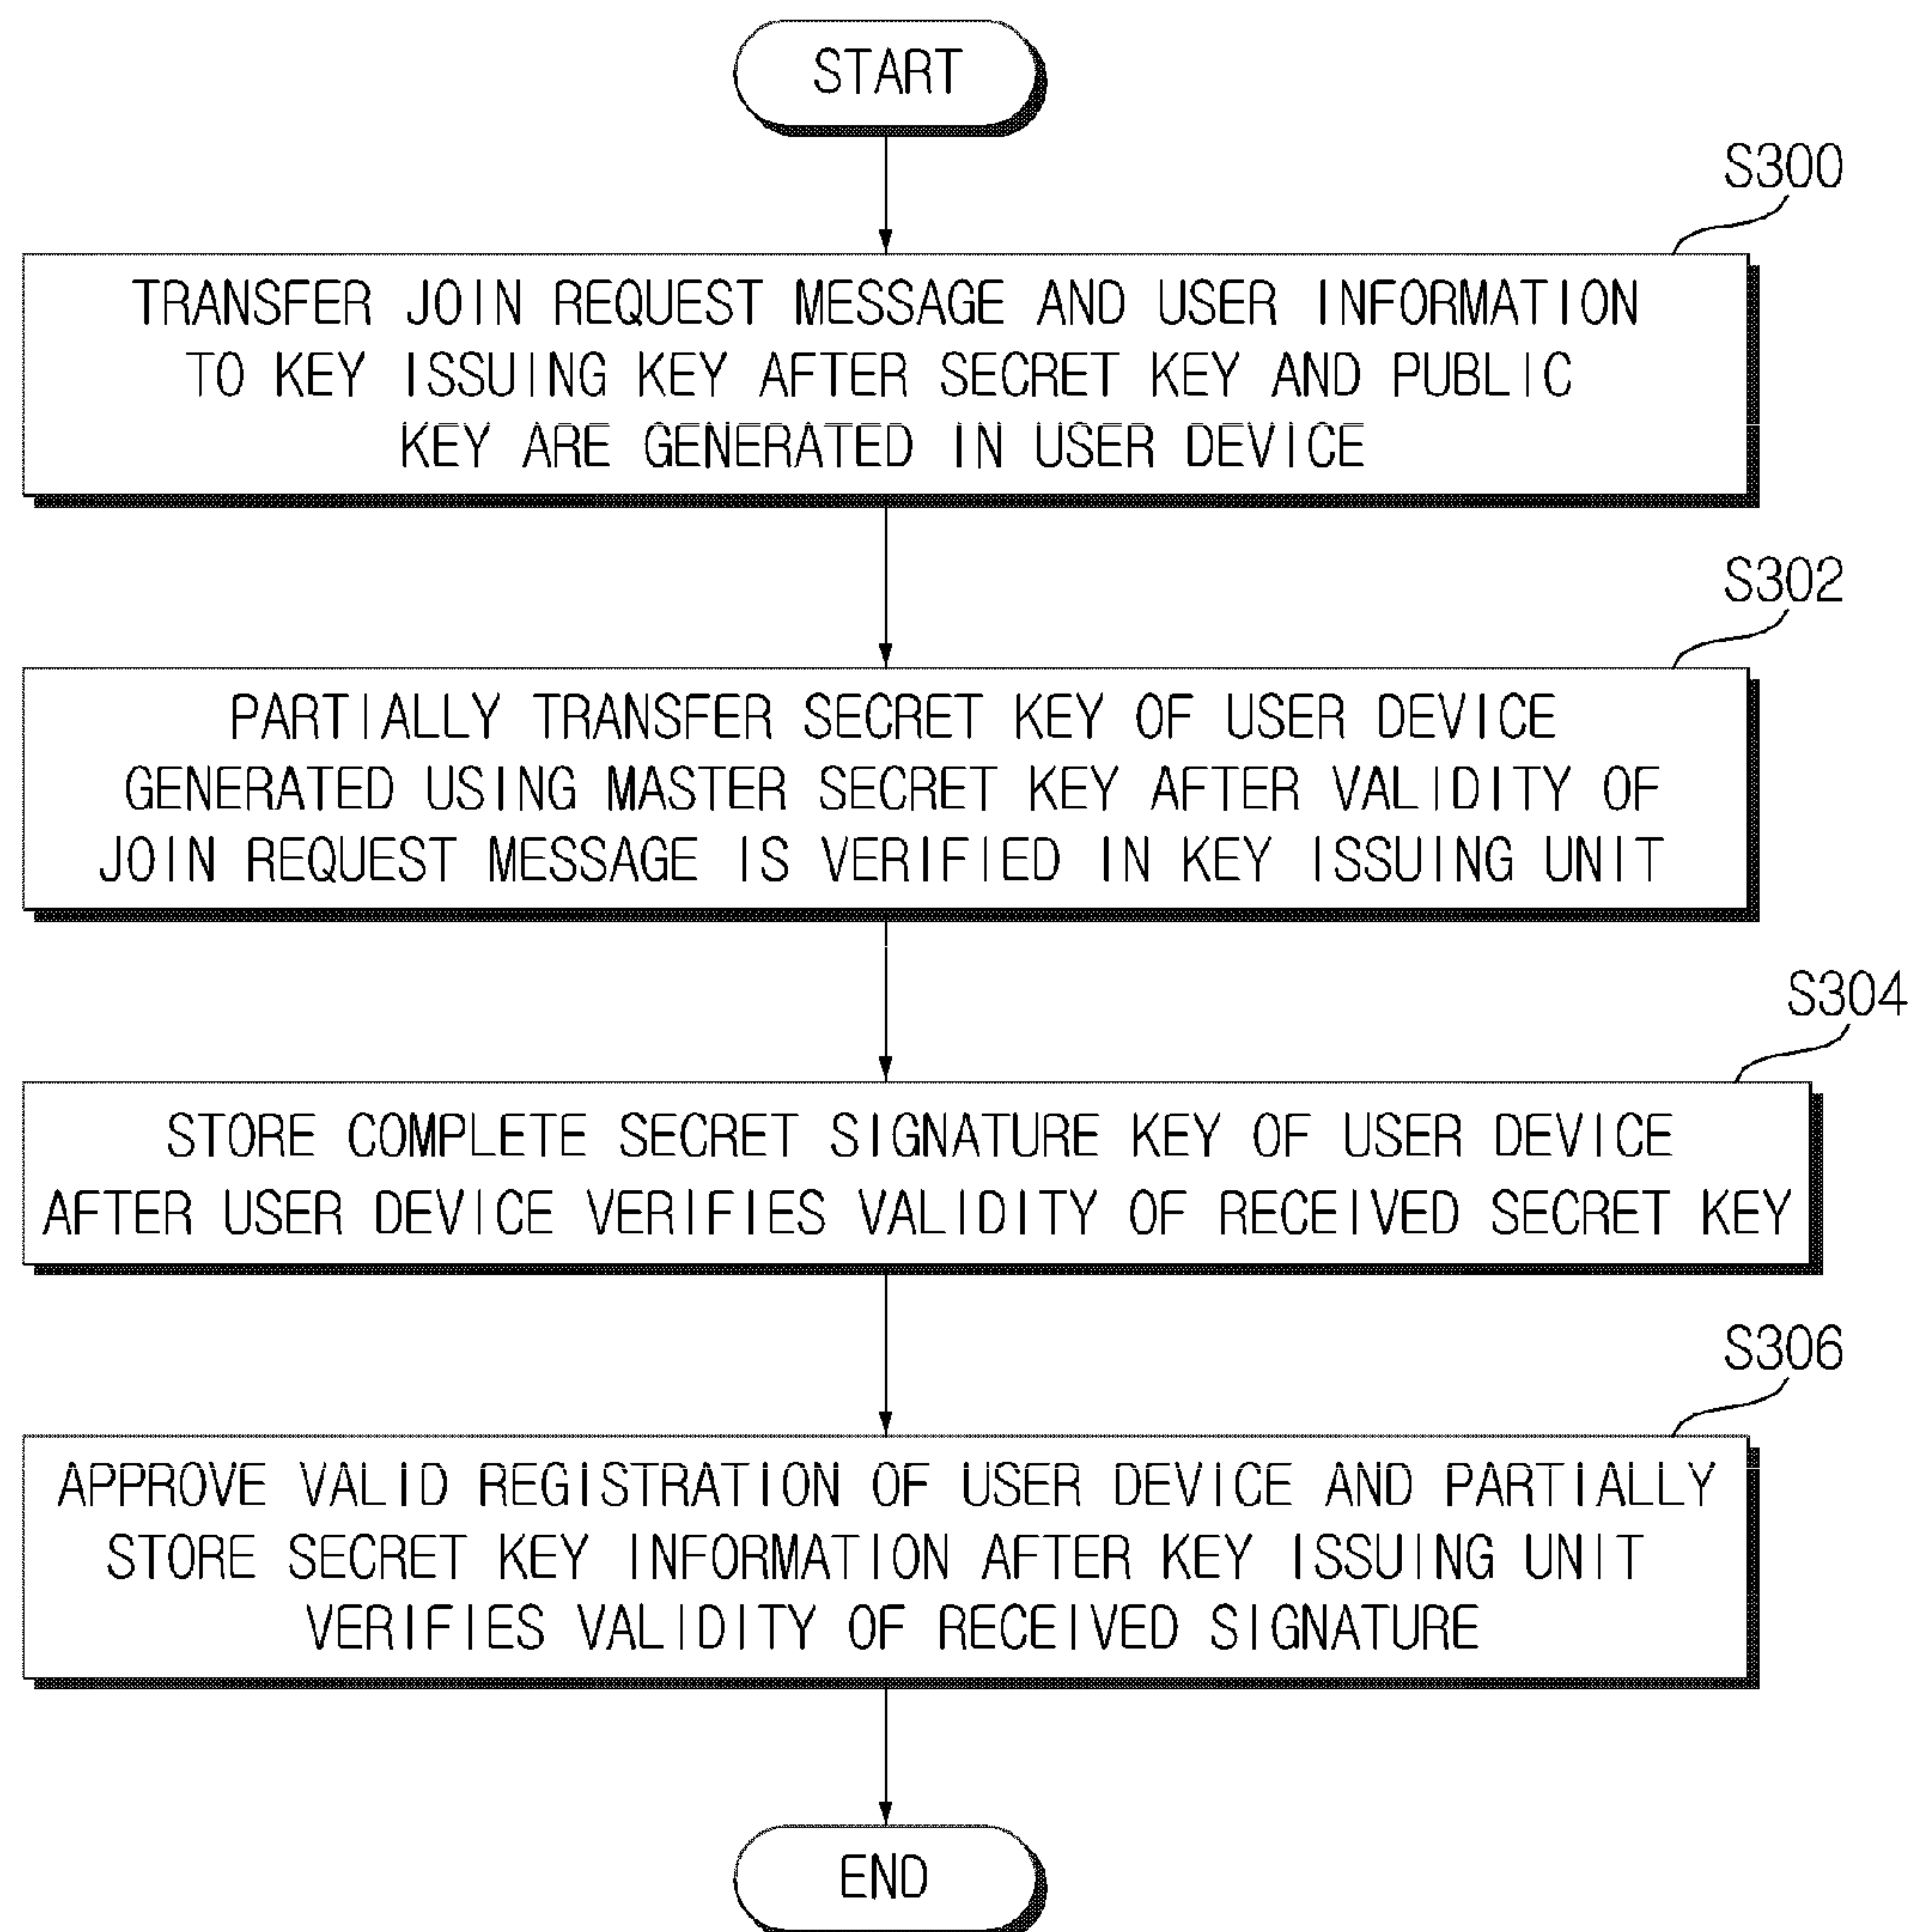 START
S300
TRANSFER JOIN REQUEST MESSAGE AND USER INFORMATION
TO KEY ISSUING KEY AFTER SECRET KEY AND PUBLIC
KEY ARE GENERATED IN USER DEVICE
S302
PARTIALLY TRANSFER SECRET KEY OF USER DEVICE
GENERATED USING MASTER SECRET KEY AFTER VALIDITY OF
JOIN REQUEST MESSAGE IS VERIFIED IN KEY ISSUING UNIT
S304
STORE COMPLETE SECRET SIGNATURE KEY OF USER DEVICE
AFTER USER DEVICE VERIFIES VALIDITY OF RECEIVED SECRET KEY
S306
APPROVE VALID REGISTRATION OF USER DEVICE AND PARTIALLY
STORE SECRET KEY INFORMATION AFTER KEY ISSUING UNIT
VERIFIES VALIDITY OF RECEIVED SIGNATURE
END